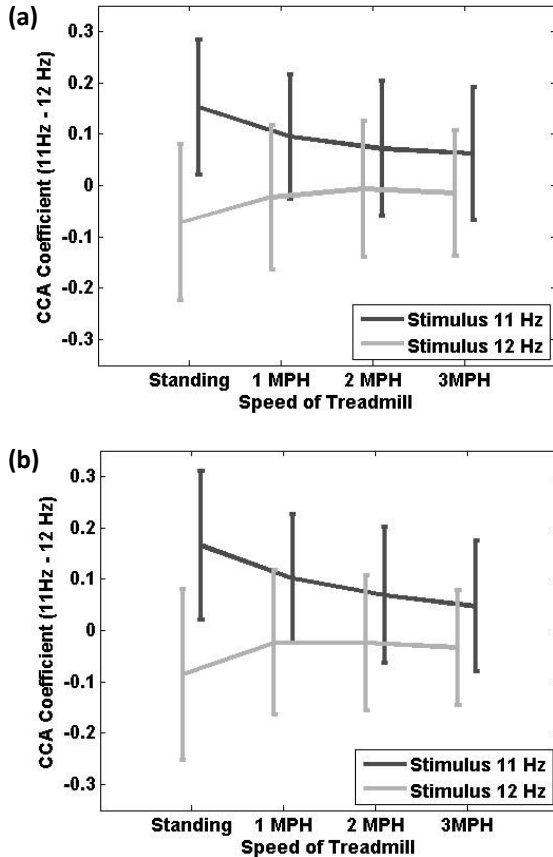 (a)
CCA Coefficient (11Hz - 12 Hz)
0.3
0.2
0.1
0
-0.1
-0.2
-0.3
Stimulus 11 Hz
Stimulus 12 Hz
Standing 1 MPH 2 MPH 3MPH
Speed of Treadmill
(b)
CCA Coefficient (11Hz - 12 Hz)
0.3
0.2
0.1
0
-0.1
-0.2
-0.3
Stimulus 11 Hz
Stimulus 12 Hz
Standing 1 MPH 2 MPH 3MPH
Speed of Treadmill